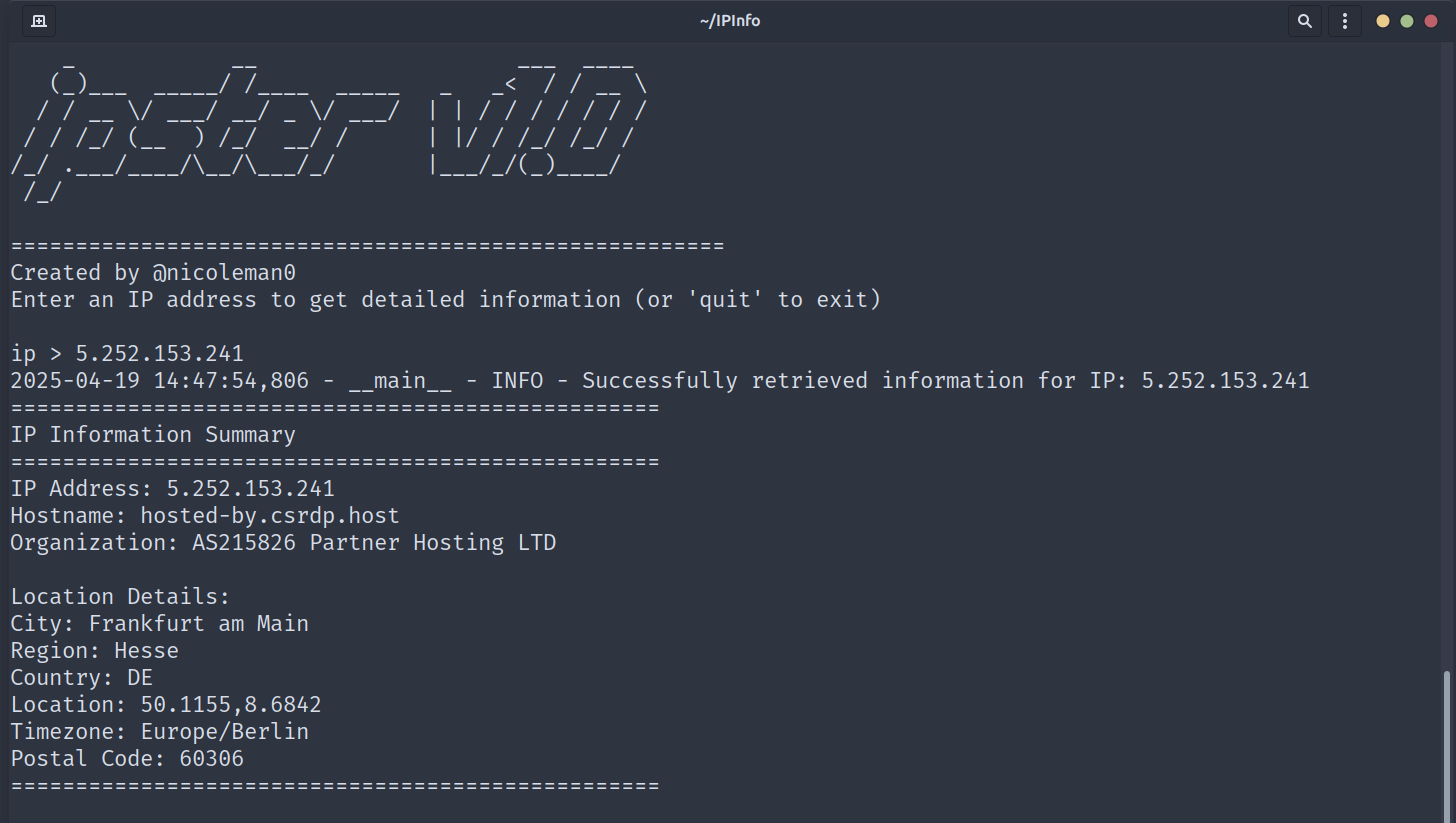 ~/IPInfo
ipster v1.0
=======================================================
Created by @nicoleman0
Enter an IP address to get detailed information (or 'quit' to exit)
ip > 5.252.153.241
2025-04-19 14:47:54,806 - __main__ - INFO - Successfully retrieved information for IP: 5.252.153.241
==================================================
IP Information Summary
==================================================
IP Address: 5.252.153.241
Hostname: hosted-by.csrdp.host
Organization: AS215826 Partner Hosting LTD
Location Details:
City: Frankfurt am Main
Region: Hesse
Country: DE
Location: 50.1155,8.6842
Timezone: Europe/Berlin
Postal Code: 60306
==================================================